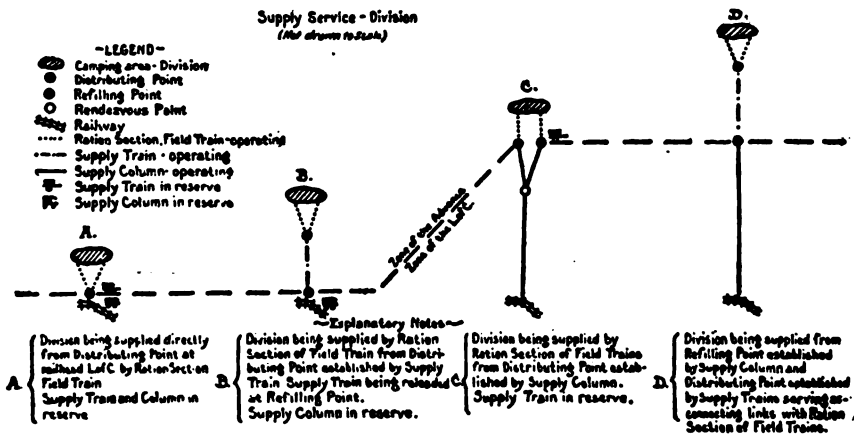 Supply Service - Division
(Not drawn to Scale)
~LEGEND~
Camping area - Division
Distributing Point
Refilling Point
Rendezvous Point
Railway
Ration Section, Field Train - operating
Supply Train - operating
Supply Column - operating
Supply Train in reserve
Supply Column in reserve
A.
B.
C.
D.
Zone of the Advance
Zone of the L of C.
~Explanatory Notes~
A.
Division being supplied directly
from Distributing Point at
railhead L of C by Ration Section
Field Train
Supply Train and Column in
reserve
B.
Division being supplied by Ration
Section of Field Train from Distri-
buting Point established by Supply
Train Supply Train being reloaded
at Refilling Point.
Supply Column in reserve.
C.
Division being supplied by
Ration Section of Field Trains
from Distributing Point estab-
lished by Supply Column.
Supply Train in reserve.
D.
Division being supplied from
Refilling Point established
by Supply Column and
Distributing Point established
by Supply Trains serving as
connecting links with Ration
Section of Field Trains.